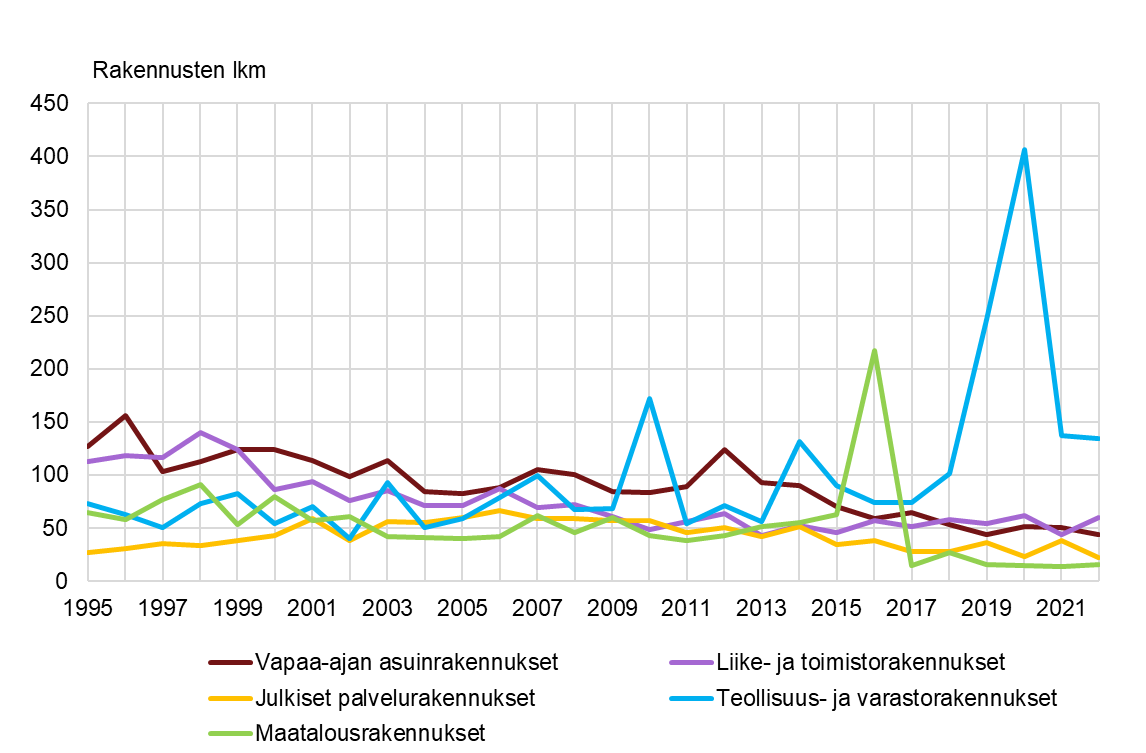 Rakennusten lkm
450
400
350
300
250
200
150
100
50
0
1995 1997 1999 2001 2003 2005 2007 2009 2011 2013 2015 2017 2019 2021
Vapaa-ajan asuinrakennukset Liike- ja toimistorakennukset
Julkiset palvelurakennukset Teollisuus- ja varastorakennukset
Maatalousrakennukset